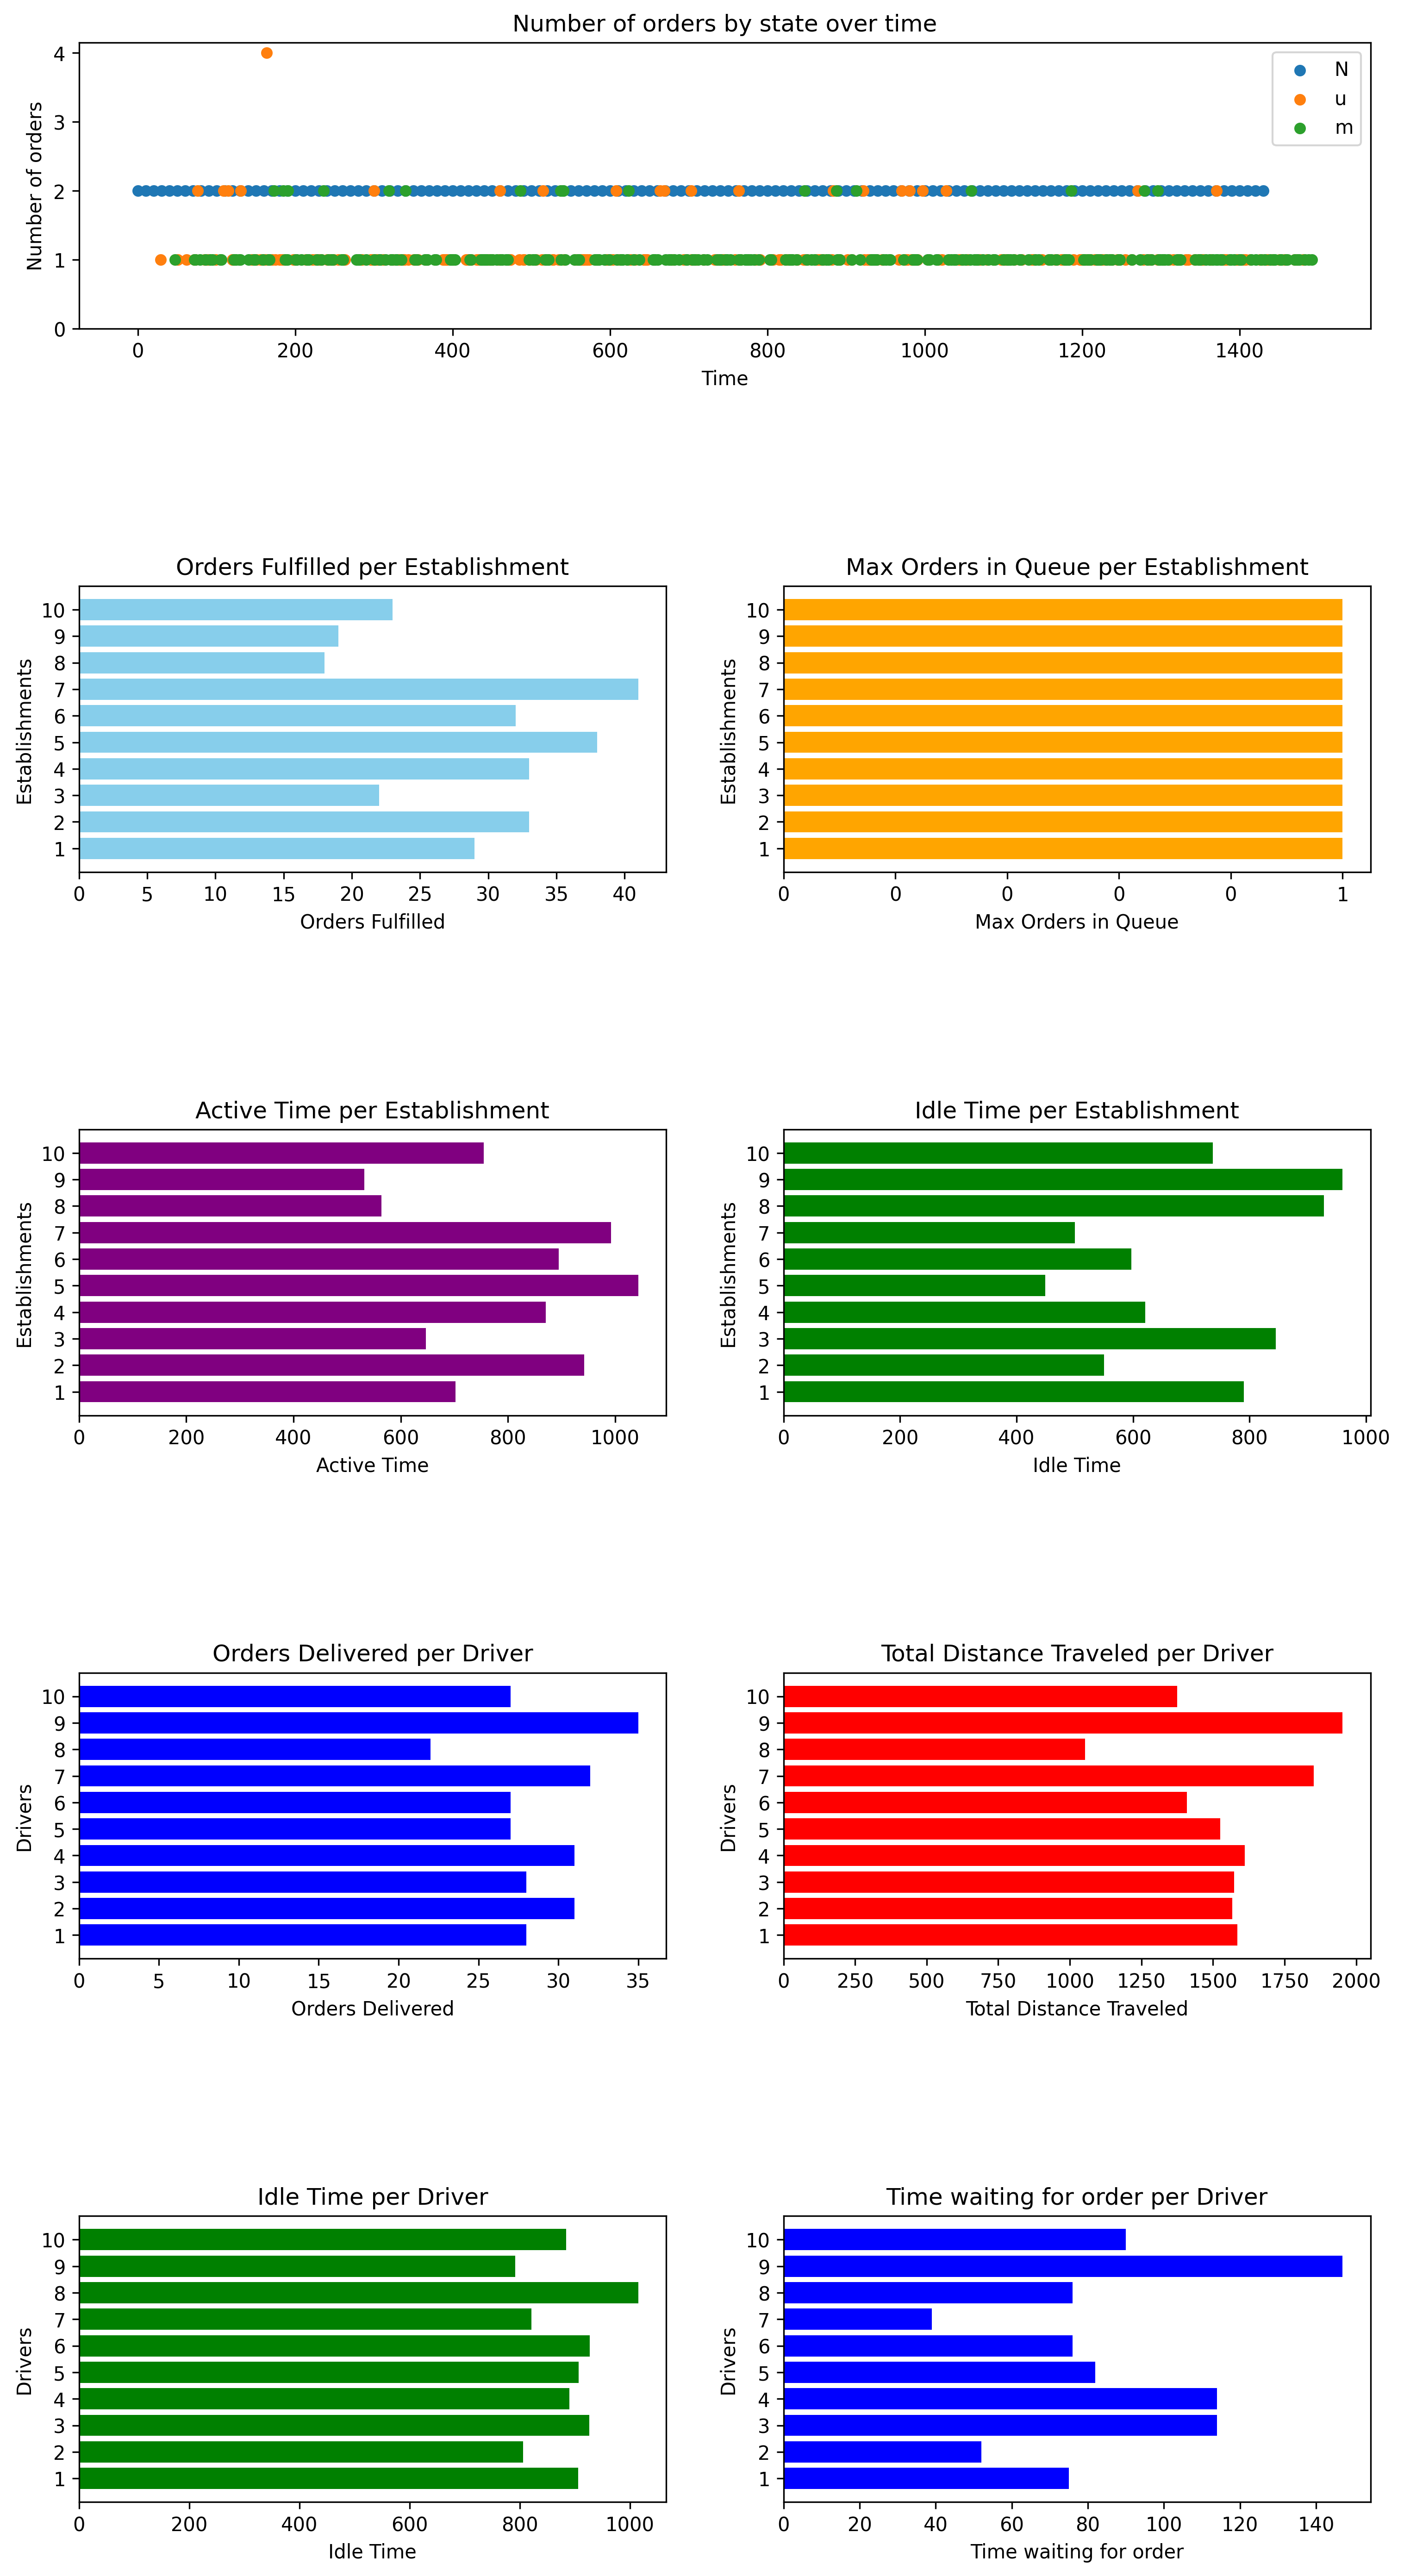 Number of orders by state over time
Number of orders
4
3
2
1
0
N
u
m
0 200 400 600 800 1000 1200 1400
Time
Orders Fulfilled per Establishment
Establishments
10
9
8
7
6
5
4
3
2
1
0 5 10 15 20 25 30 35 40
Orders Fulfilled
Max Orders in Queue per Establishment
Establishments
10
9
8
7
6
5
4
3
2
1
0 0 0 0 0 1
Max Orders in Queue
Active Time per Establishment
Establishments
10
9
8
7
6
5
4
3
2
1
0 200 400 600 800 1000
Active Time
Idle Time per Establishment
Establishments
10
9
8
7
6
5
4
3
2
1
0 200 400 600 800 1000
Idle Time
Orders Delivered per Driver
Drivers
10
9
8
7
6
5
4
3
2
1
0 5 10 15 20 25 30 35
Orders Delivered
Total Distance Traveled per Driver
Drivers
10
9
8
7
6
5
4
3
2
1
0 250 500 750 1000 1250 1500 1750 2000
Total Distance Traveled
Idle Time per Driver
Drivers
10
9
8
7
6
5
4
3
2
1
0 200 400 600 800 1000
Idle Time
Time waiting for order per Driver
Drivers
10
9
8
7
6
5
4
3
2
1
0 20 40 60 80 100 120 140
Time waiting for order